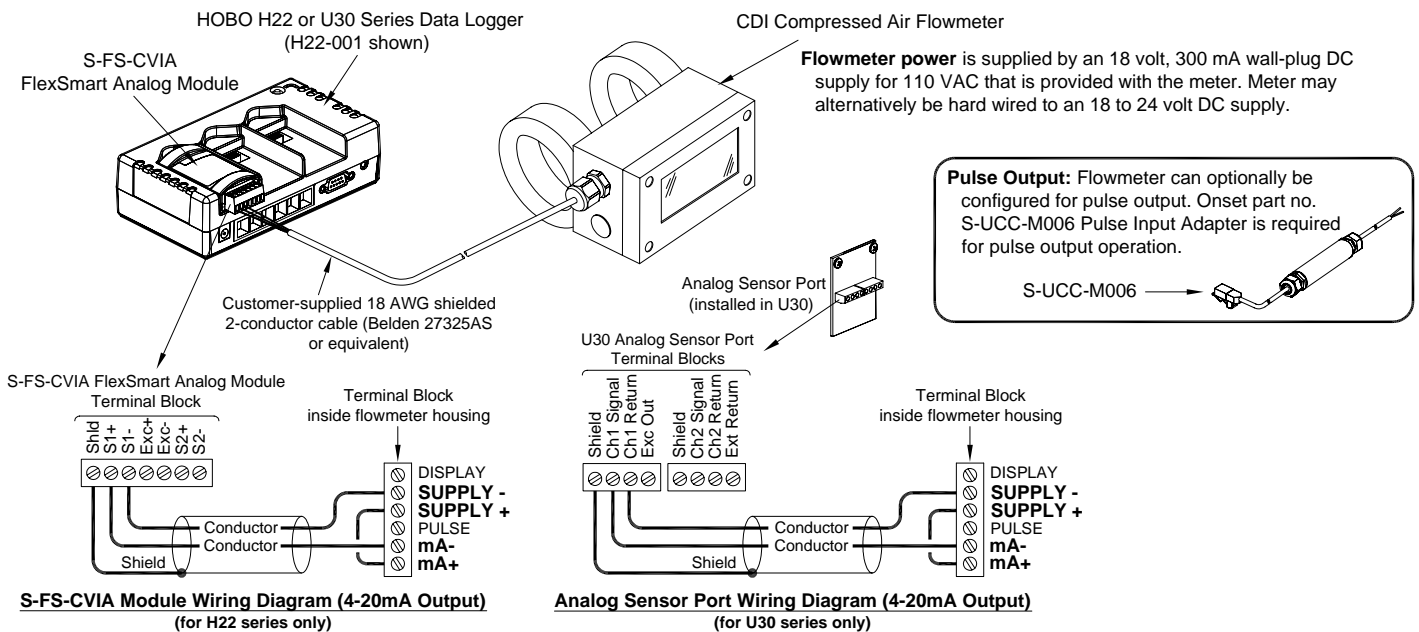 HOBO H22 or U30 Series Data Logger
(H22-001 shown)
S-FS-CVIA
FlexSmart Analog Module
CDI Compressed Air Flowmeter
Flowmeter power is supplied by an 18 volt, 300 mA wall-plug DC
supply for 110 VAC that is provided with the meter. Meter may
alternatively be hard wired to an 18 to 24 volt DC supply.
Pulse Output: Flowmeter can optionally be
configured for pulse output. Onset part no.
S-UCC-M006 Pulse Input Adapter is required
for pulse output operation.
S-UCC-M006
Analog Sensor Port
(installed in U30)
Customer-supplied 18 AWG shielded
2-conductor cable (Belden 27325AS
or equivalent)
S-FS-CVIA FlexSmart Analog Module
Terminal Block
Shld
S1+
S1-
Exc+
Exc-
S2+
S2-
Terminal Block
inside flowmeter housing
DISPLAY
SUPPLY -
SUPPLY +
PULSE
mA-
mA+
Conductor
Conductor
Shield
S-FS-CVIA Module Wiring Diagram (4-20mA Output)
(for H22 series only)
U30 Analog Sensor Port
Terminal Blocks
Shield
Ch1 Signal
Ch1 Return
Exc Out
Shield
Ch2 Signal
Ch2 Return
Ext Return
Terminal Block
inside flowmeter housing
DISPLAY
SUPPLY -
SUPPLY +
PULSE
mA-
mA+
Conductor
Conductor
Shield
Analog Sensor Port Wiring Diagram (4-20mA Output)
(for U30 series only)